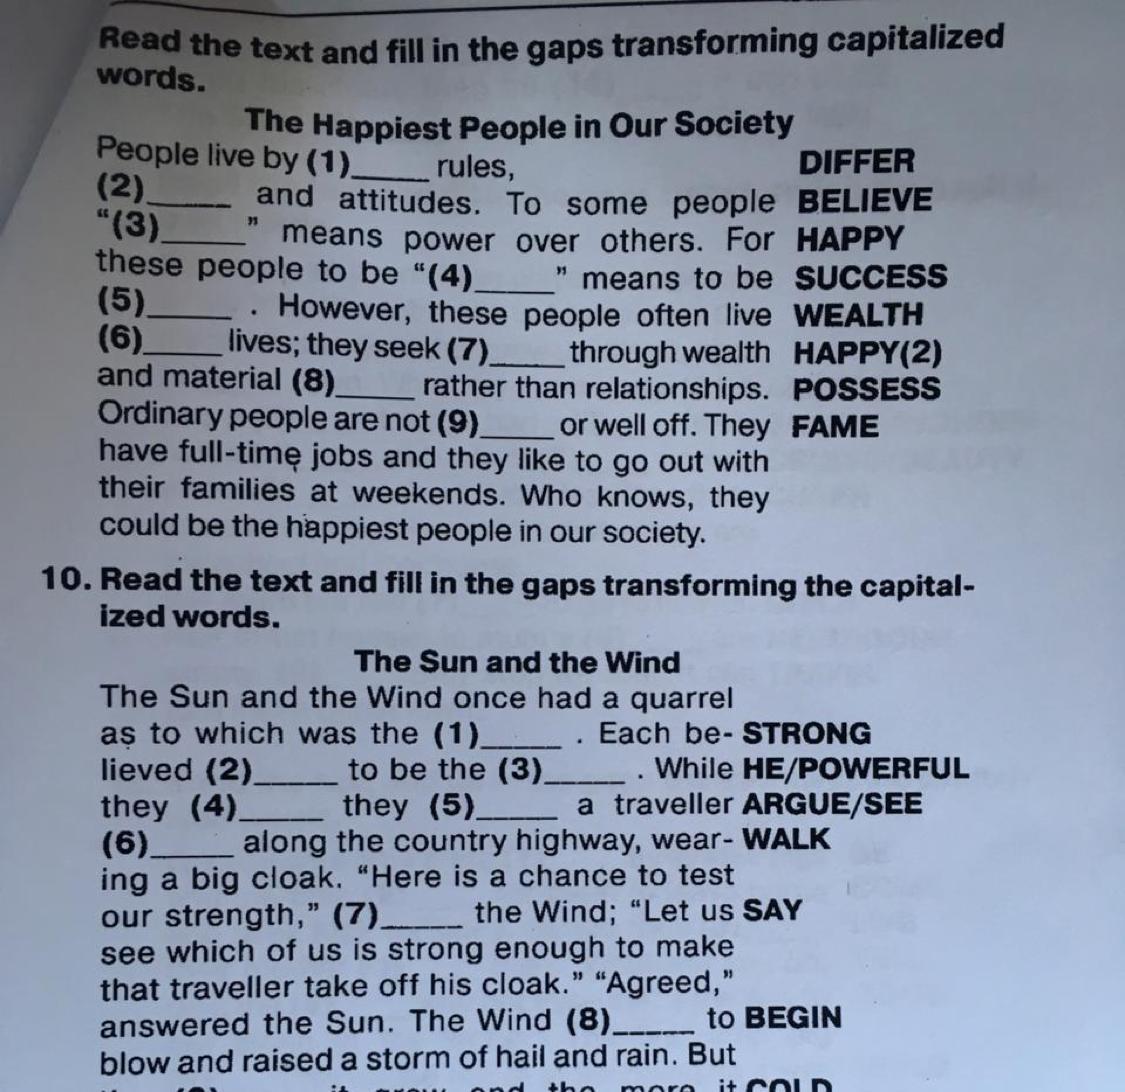 Read the text and fill in the gaps transforming capitalized
words.
The Happiest People in Our Society
People live by (1)_____ rules, DIFFER
(2)_____ and attitudes. To some people BELIEVE
“(3)_____” means power over others. For HAPPY
these people to be “(4)_____” means to be SUCCESS
(5)_____. However, these people often live WEALTH
(6)_____ lives; they seek (7)_____ through wealth HAPPY(2)
and material (8)_____ rather than relationships. POSSESS
Ordinary people are not (9)_____ or well off. They FAME
have full-time jobs and they like to go out with
their families at weekends. Who knows, they
could be the happiest people in our society.
10. Read the text and fill in the gaps transforming the capital-
ized words.
The Sun and the Wind
The Sun and the Wind once had a quarrel
as to which was the (1)_____. Each be- STRONG
lieved (2)_____ to be the (3)_____. While HE/POWERFUL
they (4)_____ they (5)_____ a traveller ARGUE/SEE
(6)_____ along the country highway, wear- WALK
ing a big cloak. “Here is a chance to test
our strength,” (7)_____ the Wind; “Let us SAY
see which of us is strong enough to make
that traveller take off his cloak.” “Agreed,”
answered the Sun. The Wind (8)_____ to BEGIN
blow and raised a storm of hail and rain. But
it grew and the more it COLD